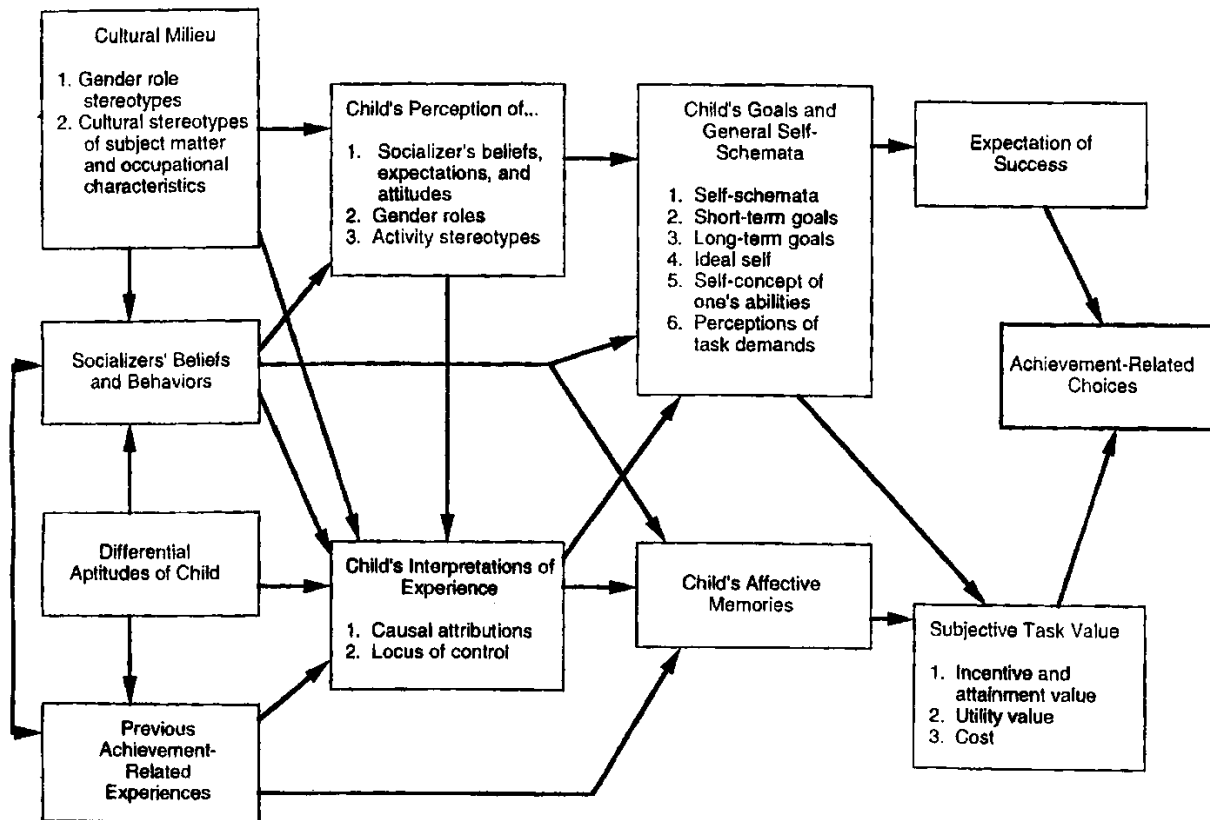 Cultural Milieu
1. Gender role
stereotypes
2. Cultural stereotypes
of subject matter
and occupational
characteristics
Child's Perception of...
1. Socializer's beliefs,
expectations, and
attitudes
2. Gender roles
3. Activity stereotypes
Child's Goals and
General Self-
Schemata
1. Self-schemata
2. Short-term goals
3. Long-term goals
4. Ideal self
5. Self-concept of
one's abilities
6. Perceptions of
task demands
Expectation of
Success
Socializers' Beliefs
and Behaviors
Achievement-Related
Choices
Differential
Aptitudes of Child
Child's Interpretations of
Experience
1. Causal attributions
2. Locus of control
Child's Affective
Memories
Subjective Task Value
1. Incentive and
attainment value
2. Utility value
3. Cost
Previous
Achievement-
Related
Experiences